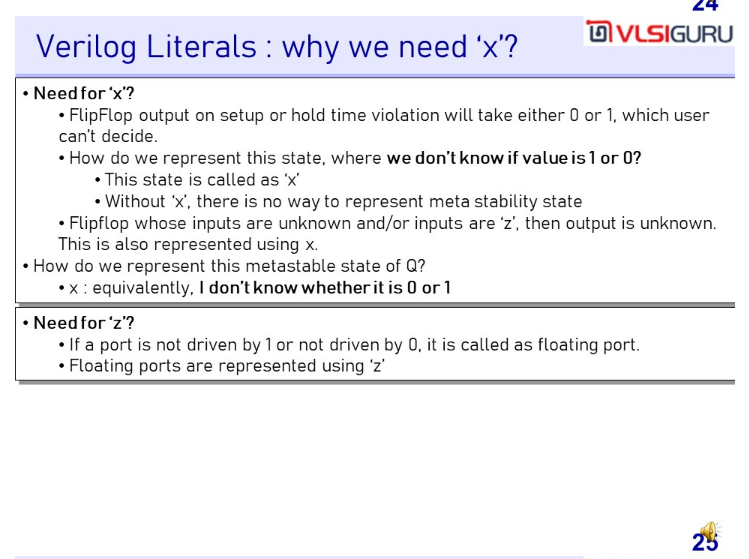 24
VLSIGURU
Verilog Literals : why we need ‘x’?
• Need for ‘x’?
• FlipFlop output on setup or hold time violation will take either 0 or 1, which user
can’t decide.
• How do we represent this state, where we don’t know if value is 1 or 0?
• This state is called as ‘x’
• Without ‘x’, there is no way to represent meta stability state
• Flipflop whose inputs are unknown and/or inputs are ‘z’, then output is unknown.
This is also represented using x.
• How do we represent this metastable state of Q?
• x : equivalently, I don’t know whether it is 0 or 1
• Need for ‘z’?
• If a port is not driven by 1 or not driven by 0, it is called as floating port.
• Floating ports are represented using ‘z’
25